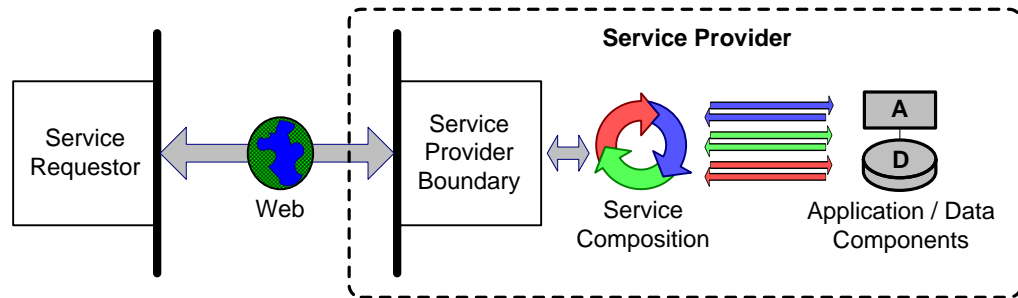 Service Provider
Service
Requestor
Web
Service
Provider
Boundary
Service
Composition
A
D
Application / Data
Components